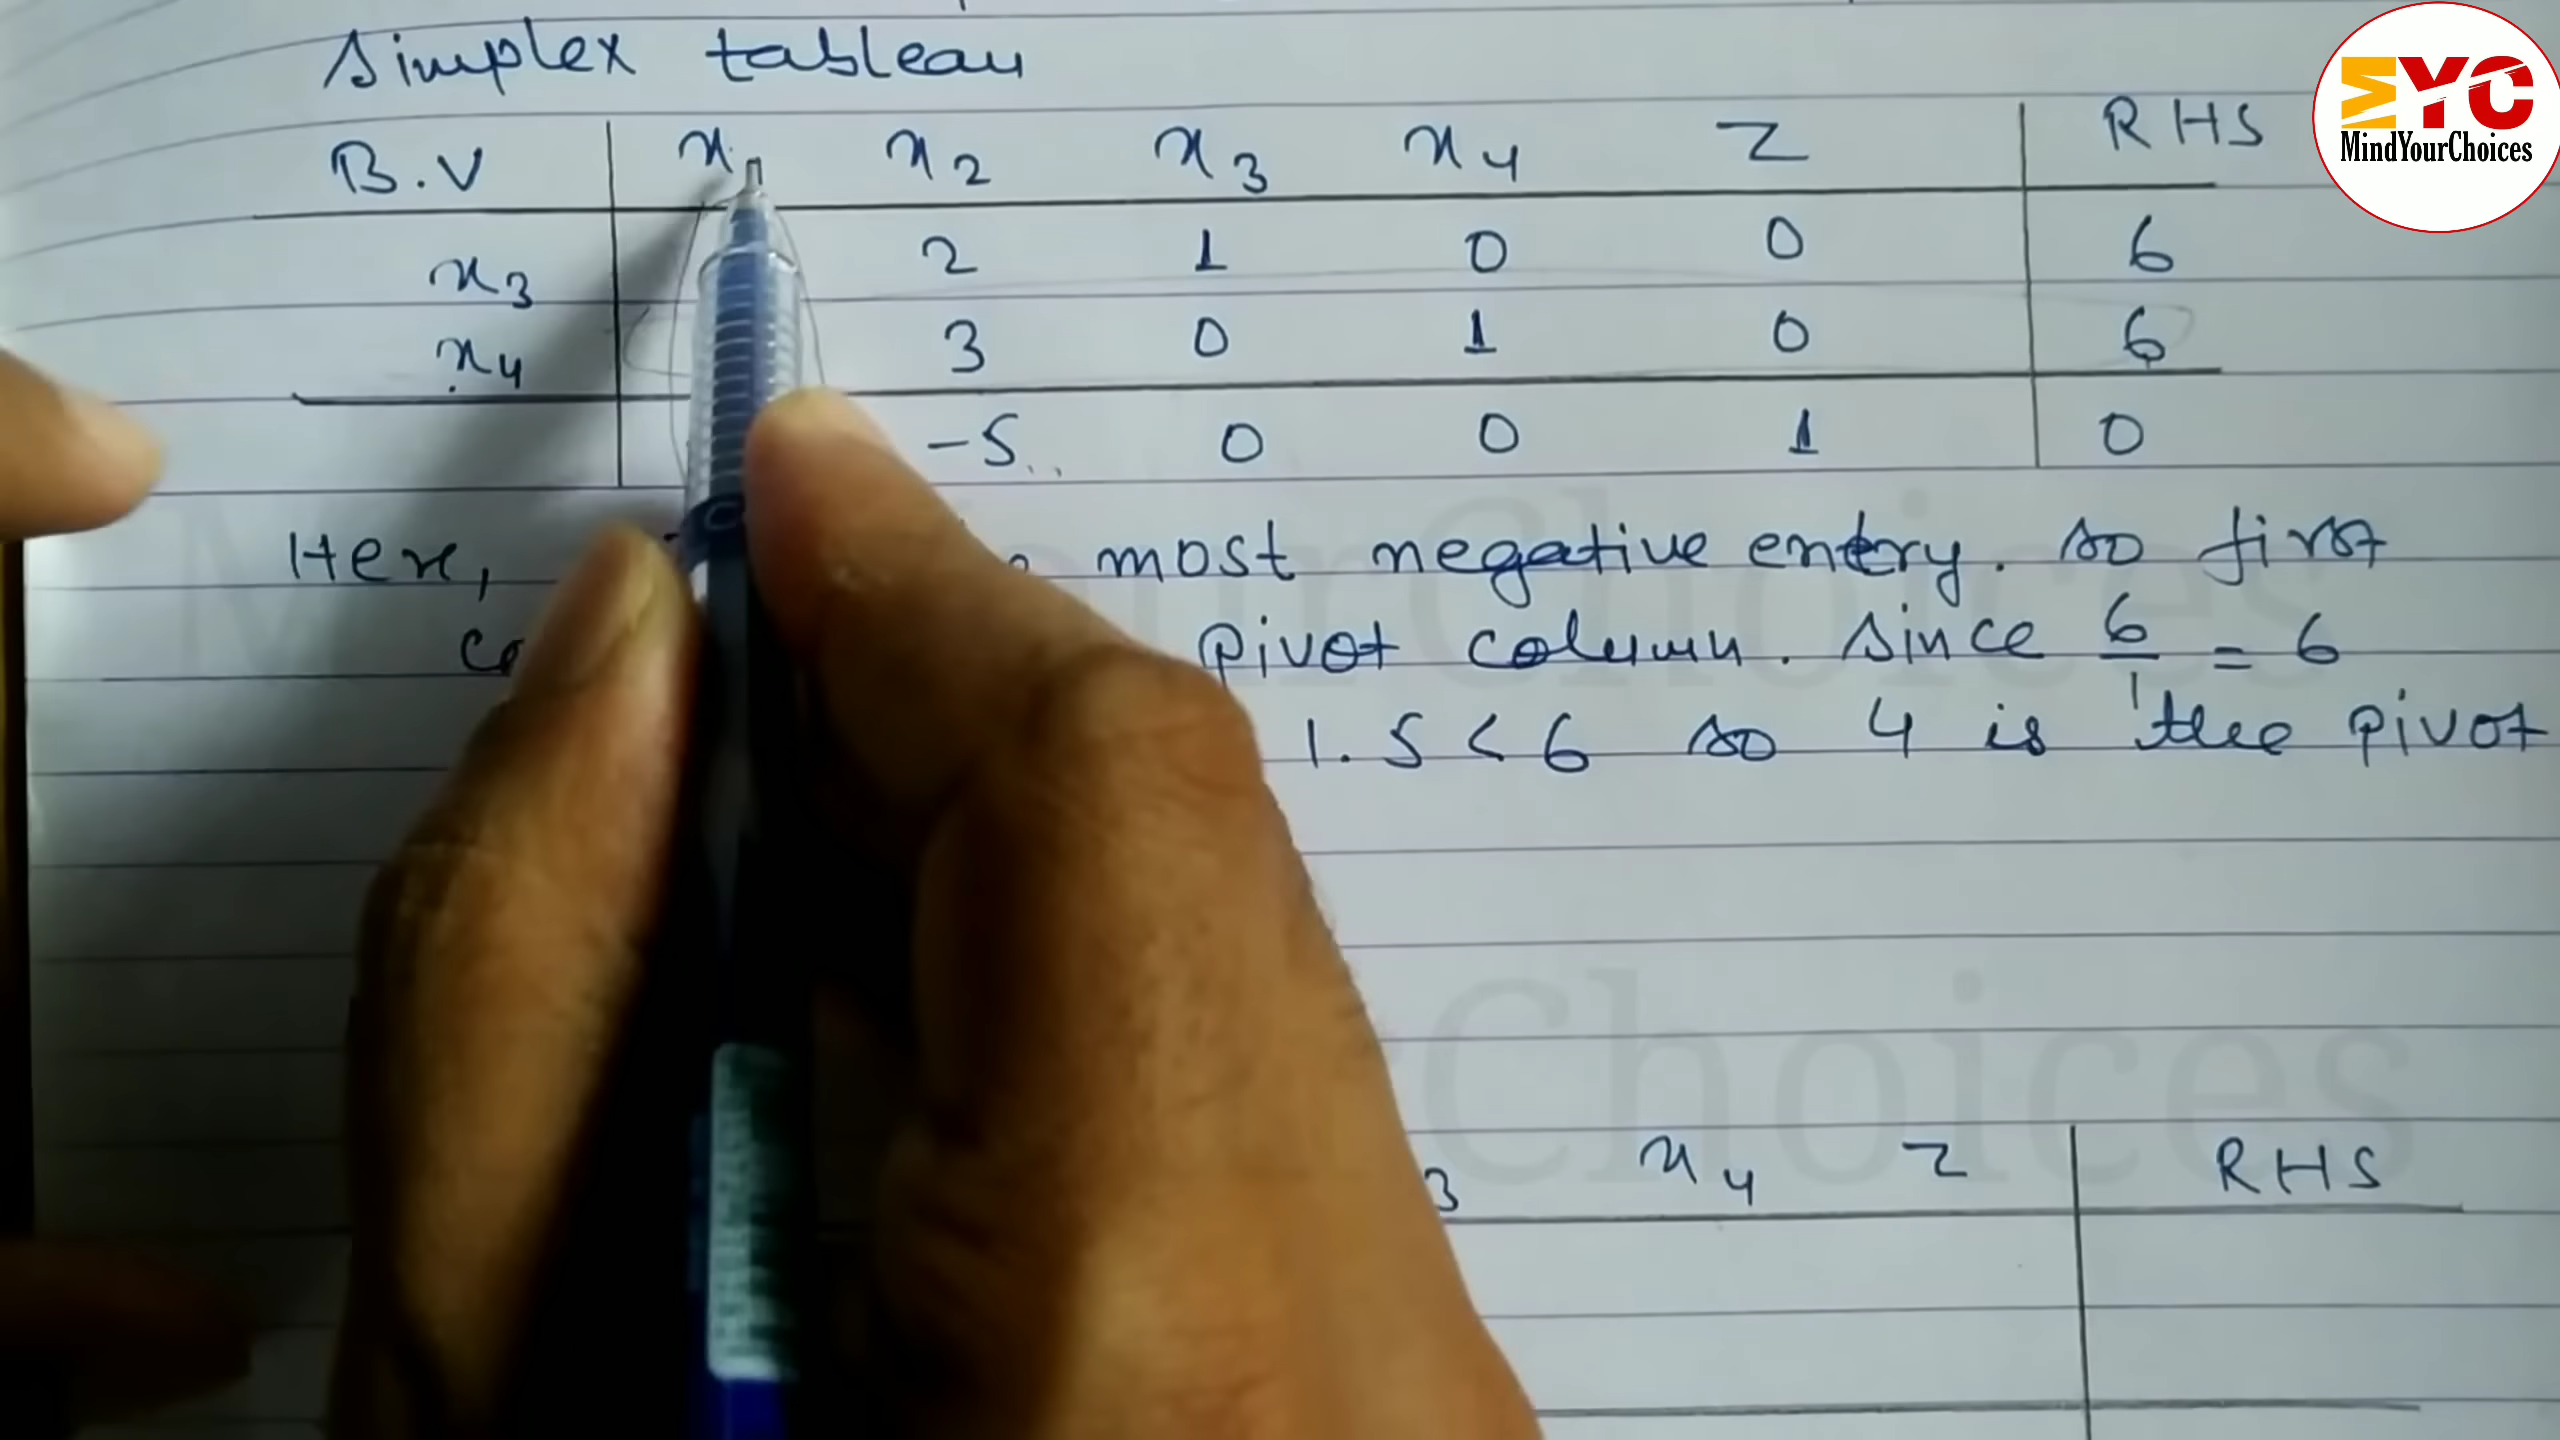 Simplex tableau
B.V x1 x2 x3 x4 Z RHS
x3 2 1 0 0 6
x4 3 0 1 0 6
-5 0 0 1 0
Here, most negative entry. so first
pivot column. Since 6/1 = 6
1.5 < 6 so 4 is the pivot
3 x4 Z RHS
MYC
MindYourChoices